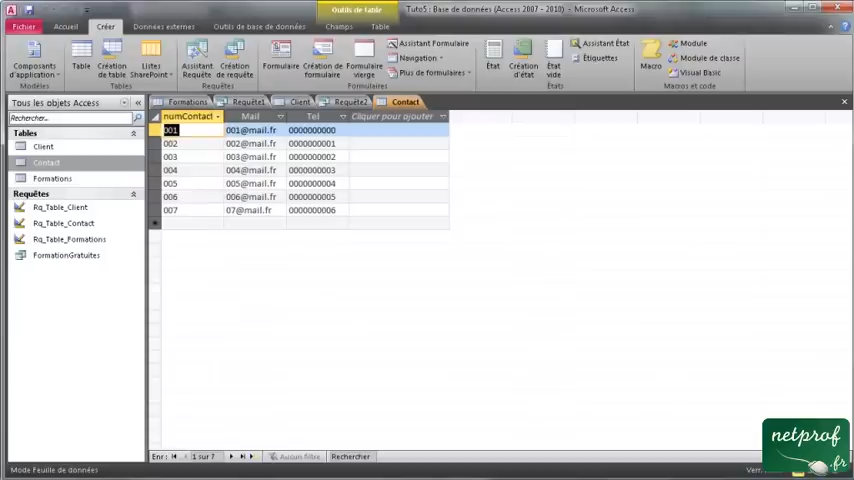 Outils de table
Tuto5 : Base de données (Access 2007 - 2010) - Microsoft Access
Fichier Accueil Créer Données externes Outils de base de données Champs Table
Composants d'application
Table
Création de table
Listes SharePoint
Assistant Requête
Création de requête
Formulaire
Création de formulaire
Formulaire vierge
Assistant Formulaire
Navigation
Plus de formulaires
État
Création d'état
État vide
Assistant État
Étiquettes
Macro
Module
Module de classe
Visual Basic
Modèles Tables Requêtes Formulaires États Macros et code
Tous les objets Access
Rechercher...
Tables
Client
Contact
Formations
Requêtes
Rq_Table_Client
Rq_Table_Contact
Rq_Table_Formations
FormationGratuites
Formations Requête1 Client Requête2 Contact
numContact Mail Tel Cliquer pour ajouter
001 001@mail.fr 0000000000
002 002@mail.fr 0000000001
003 003@mail.fr 0000000002
004 004@mail.fr 0000000003
005 005@mail.fr 0000000004
006 006@mail.fr 0000000005
007 07@mail.fr 0000000006
Enr : 1 sur 7 Aucun filtre Rechercher
Mode Feuille de données
Verr.
netprof
.fr